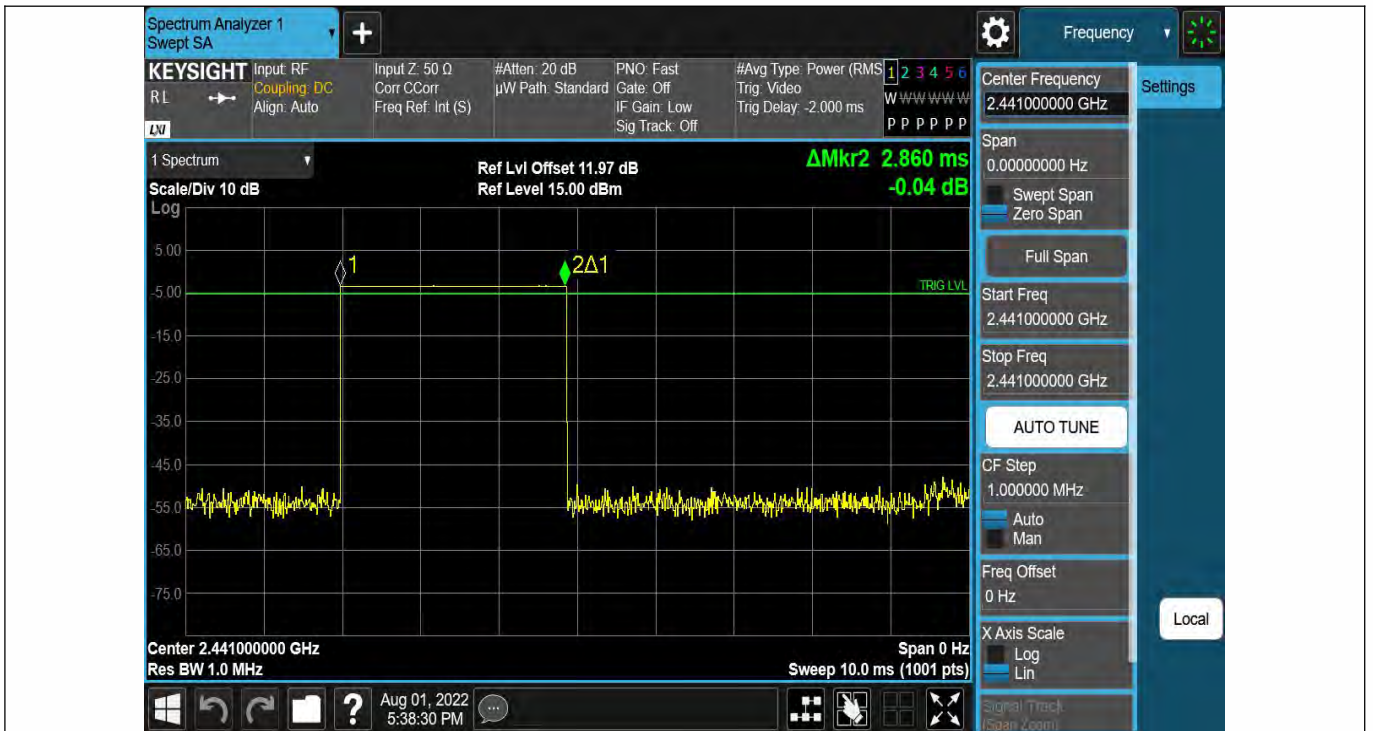 Spectrum Analyzer 1
Swept SA
+
Frequency
KEYSIGHT
RL
LXI
Input: RF
Coupling: DC
Align: Auto
Input Z: 50 Ω
Corr CCorr
Freq Ref: Int (S)
#Atten: 20 dB
µW Path: Standard
PNO: Fast
Gate: Off
IF Gain: Low
Sig Track: Off
#Avg Type: Power (RMS
Trig: Video
Trig Delay: -2.000 ms
1 2 3 4 5 6
W W W W W W
P P P P P P
1 Spectrum
Scale/Div 10 dB
Ref Lvl Offset 11.97 dB
Ref Level 15.00 dBm
ΔMkr2 2.860 ms
-0.04 dB
Log
5.00
-5.00
-15.0
-25.0
-35.0
-45.0
-55.0
-65.0
-75.0
1
2Δ1
TRIG LVL
Center 2.441000000 GHz
Res BW 1.0 MHz
Span 0 Hz
Sweep 10.0 ms (1001 pts)
Center Frequency
2.441000000 GHz
Span
0.00000000 Hz
Swept Span
Zero Span
Full Span
Start Freq
2.441000000 GHz
Stop Freq
2.441000000 GHz
AUTO TUNE
CF Step
1.000000 MHz
Auto
Man
Freq Offset
0 Hz
X Axis Scale
Log
Lin
Signal Track
(Span Zoom)
Settings
Local
?
Aug 01, 2022
5:38:30 PM